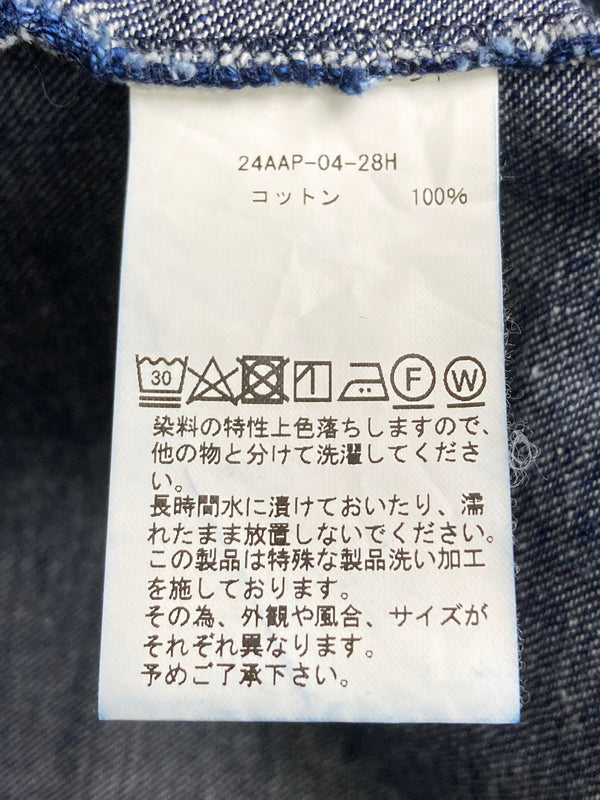 24AAP-04-28H
コットン 100%
30
F W
染料の特性上色落ちしますので、
他の物と分けて洗濯してくださ
い。
長時間水に漬けておいたり、濡
れたまま放置しないでください。
この製品は特殊な製品洗い加工
を施しております。
その為、外観や風合、サイズが
それぞれ異なります。
予めご了承下さい。